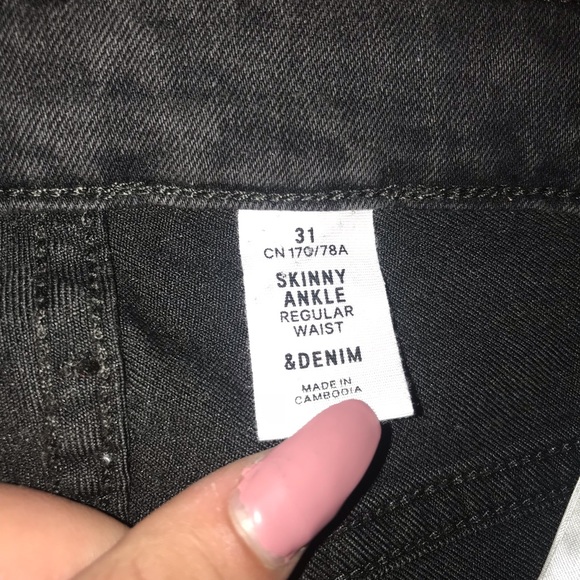 31
CN 170/78A
SKINNY
ANKLE
REGULAR
WAIST
&DENIM
MADE IN
CAMBODIA